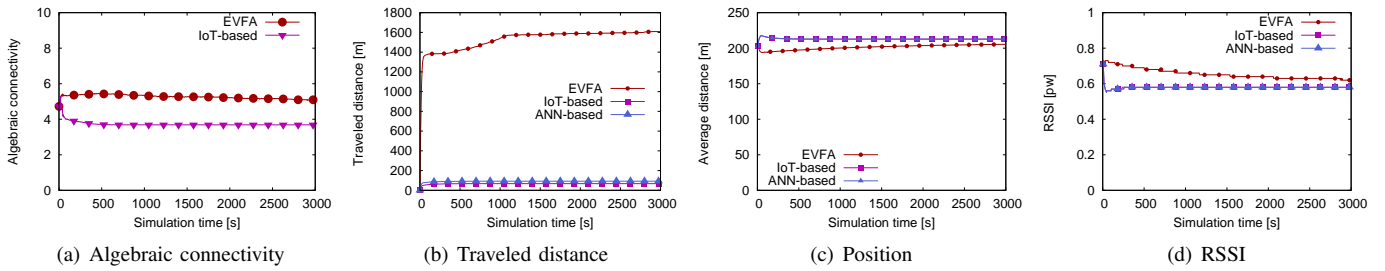 Algebraic connectivity
10
8
6
4
2
0
EVFA
IoT-based
0 500 1000 1500 2000 2500 3000
Simulation time [s]
(a) Algebraic connectivity
Traveled distance [m]
1800
1600
1400
1200
1000
800
600
400
200
0
EVFA
IoT-based
ANN-based
0 500 1000 1500 2000 2500 3000
Simulation time [s]
(b) Traveled distance
Average distance [m]
250
200
150
100
50
0
EVFA
IoT-based
ANN-based
0 500 1000 1500 2000 2500 3000
Simulation time [s]
(c) Position
RSSI [pw]
1
0.8
0.6
0.4
0.2
0
EVFA
IoT-based
ANN-based
0 500 1000 1500 2000 2500 3000
Simulation time [s]
(d) RSSI